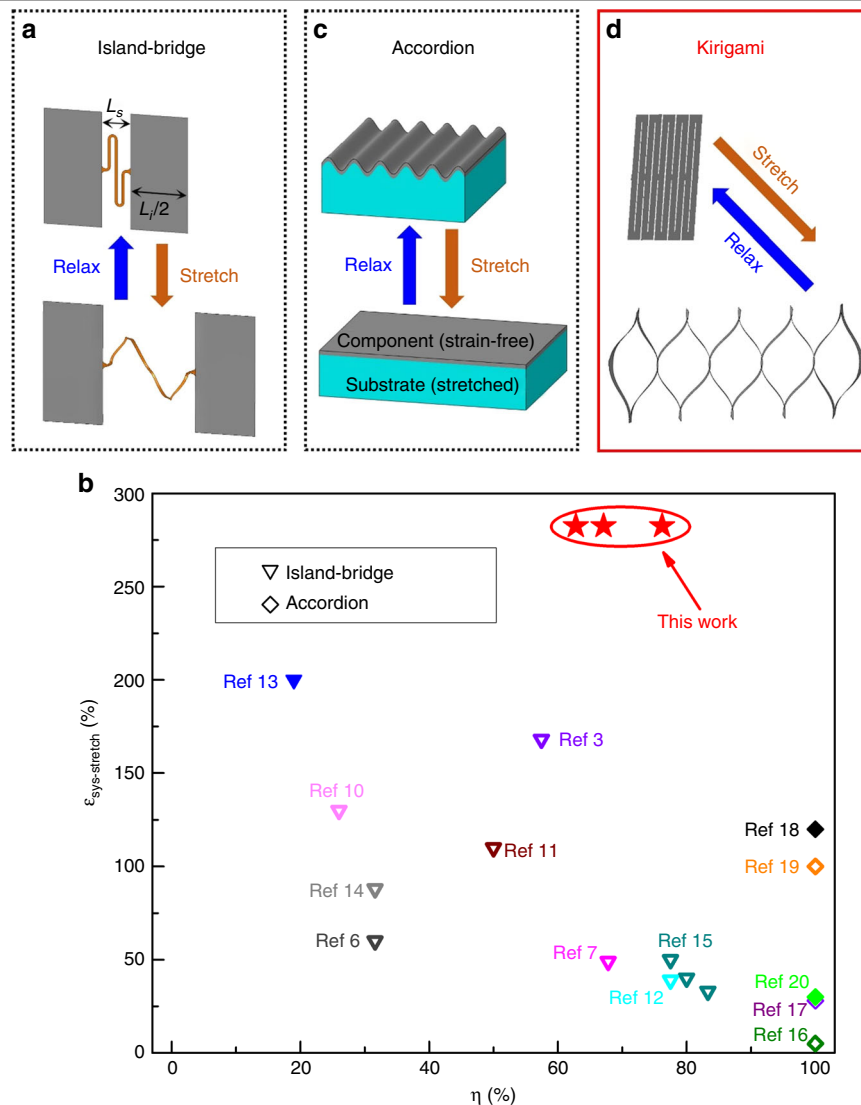 a
Island-bridge
L_s
L_i/2
Relax
Stretch
c
Accordion
Relax
Stretch
Component (strain-free)
Substrate (stretched)
d
Kirigami
Stretch
Relax
b
300
250
200
150
100
50
0
ε_sys-stretch (%)
Island-bridge
Accordion
This work
Ref 13
Ref 3
Ref 10
Ref 18
Ref 11
Ref 19
Ref 14
Ref 6
Ref 15
Ref 7
Ref 12
Ref 20
Ref 17
Ref 16
0 20 40 60 80 100
η (%)